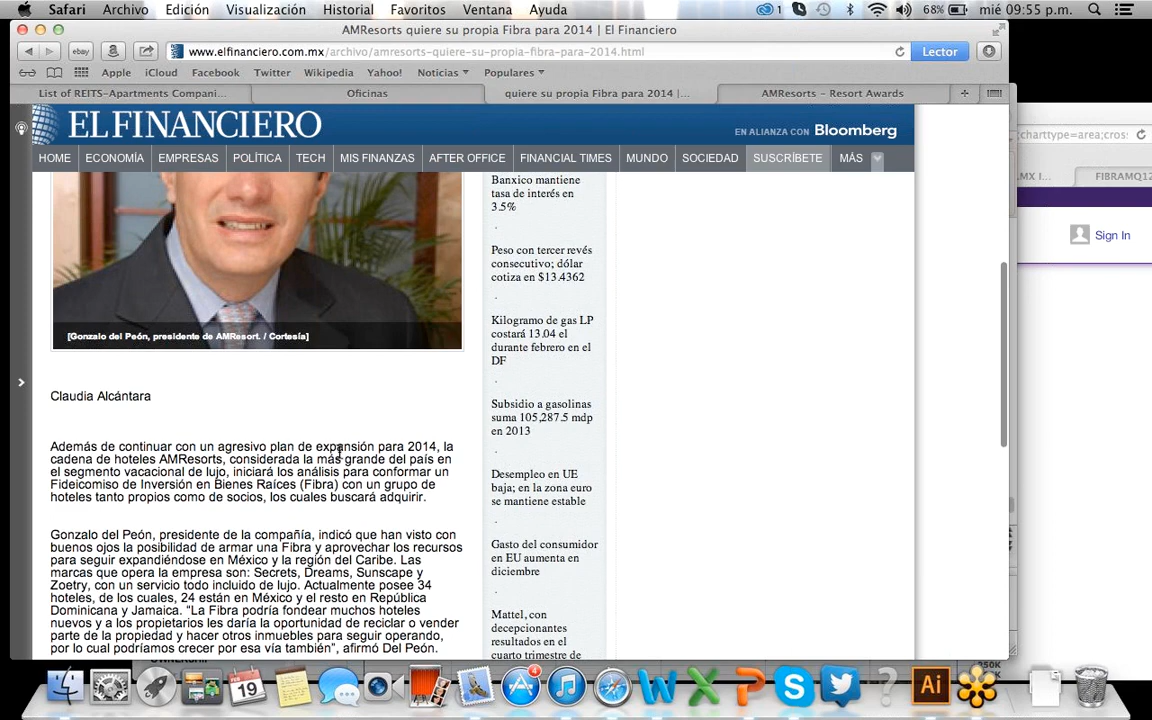 Safari Archivo Edición Visualización Historial Favoritos Ventana Ayuda 1 68% mié 09:55 p.m.
AMResorts quiere su propia Fibra para 2014 | El Financiero
ebay www.elfinanciero.com.mx/archivo/amresorts-quiere-su-propia-fibra-para-2014.html Lector
Apple iCloud Facebook Twitter Wikipedia Yahoo! Noticias Populares
List of REITS-Apartments Compani... Oficinas quiere su propia Fibra para 2014 |... AMResorts - Resort Awards
EL FINANCIERO
EN ALIANZA CON Bloomberg
HOME ECONOMÍA EMPRESAS POLÍTICA TECH MIS FINANZAS AFTER OFFICE FINANCIAL TIMES MUNDO SOCIEDAD SUSCRÍBETE MÁS
[Gonzalo del Peón, presidente de AMResort. / Cortesía]
Claudia Alcántara
Además de continuar con un agresivo plan de expansión para 2014, la
cadena de hoteles AMResorts, considerada la más grande del país en
el segmento vacacional de lujo, iniciará los análisis para conformar un
Fideicomiso de Inversión en Bienes Raíces (Fibra) con un grupo de
hoteles tanto propios como de socios, los cuales buscará adquirir.
Gonzalo del Peón, presidente de la compañía, indicó que han visto con
buenos ojos la posibilidad de armar una Fibra y aprovechar los recursos
para seguir expandiéndose en México y la región del Caribe. Las
marcas que opera la empresa son: Secrets, Dreams, Sunscape y
Zoetry, con un servicio todo incluido de lujo. Actualmente posee 34
hoteles, de los cuales, 24 están en México y el resto en República
Dominicana y Jamaica. "La Fibra podría fondear muchos hoteles
nuevos y a los propietarios les daría la oportunidad de reciclar o vender
parte de la propiedad y hacer otros inmuebles para seguir operando,
por lo cual podríamos crecer por esa vía también", afirmó Del Peón.
Banxico mantiene
tasa de interés en
3.5%
Peso con tercer revés
consecutivo; dólar
cotiza en $13.4362
Kilogramo de gas LP
costará 13.04 el
durante febrero en el
DF
Subsidio a gasolinas
suma 105,287.5 mdp
en 2013
Desempleo en UE
baja; en la zona euro
se mantiene estable
Gasto del consumidor
en EU aumenta en
diciembre
Mattel, con
decepcionantes
resultados en el
cuarto trimestre de
;charttype=area;cros:
.MX I... FIBRAMQ12
Sign In
FEB
19
4
Ai
350K